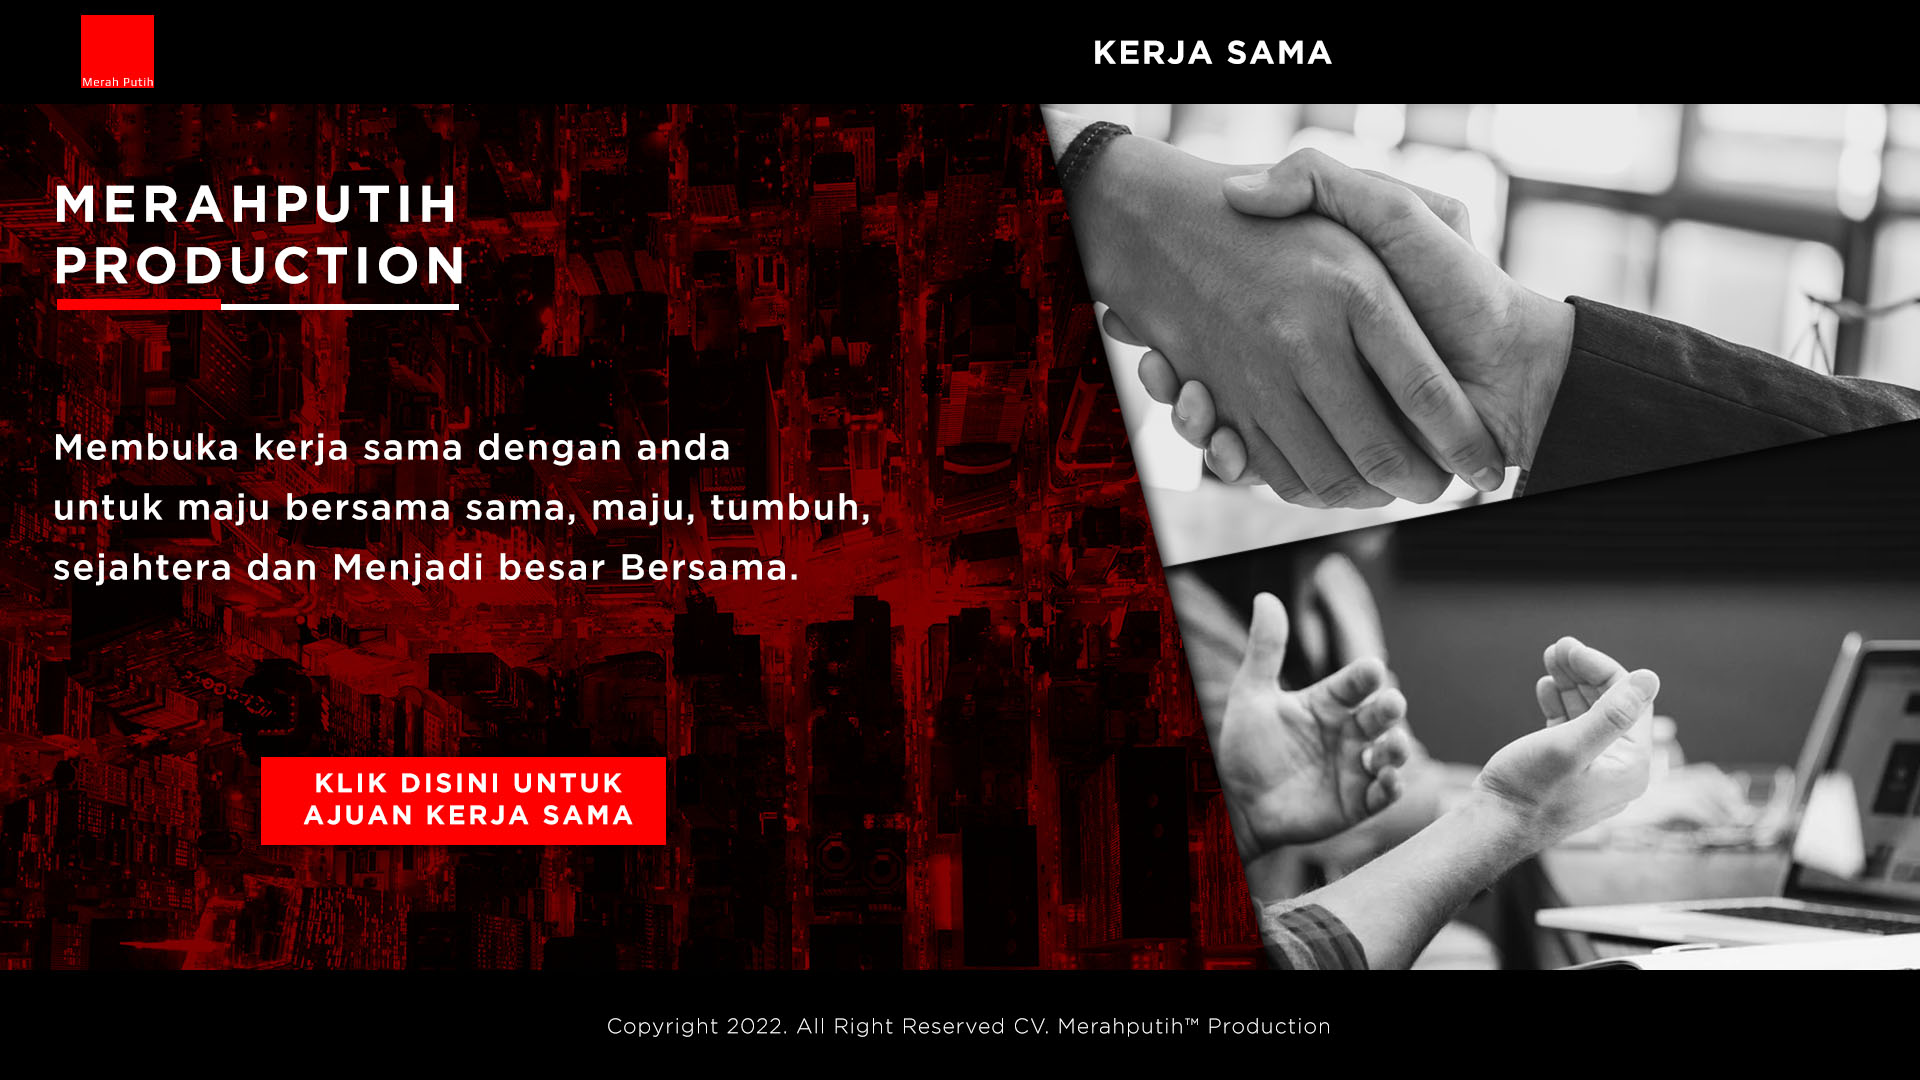 Merah Putih
KERJA SAMA
MERAHPUTIH
PRODUCTION
Membuka kerja sama dengan anda
untuk maju bersama sama, maju, tumbuh,
sejahtera dan Menjadi besar Bersama.
KLIK DISINI UNTUK
AJUAN KERJA SAMA
Copyright 2022. All Right Reserved CV. Merahputih™ Production